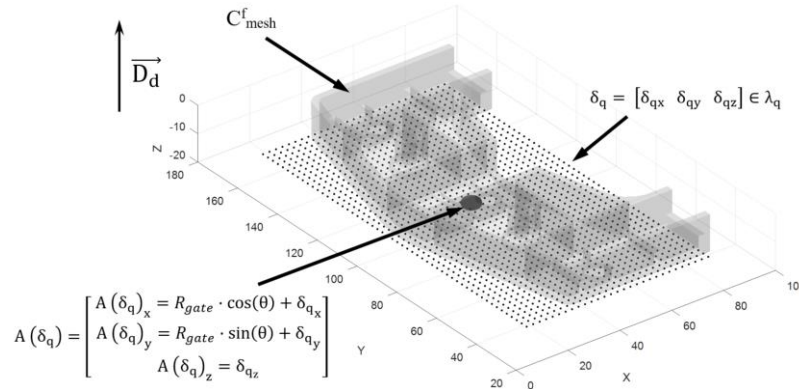 C^f_mesh
D_d
δ_q = [δ_qx δ_qy δ_qz] ∈ λ_q
0
-10
-20
Z
180
160
140
120
100
80
60
40
20
Y
0
20
40
60
80
10
X
A(δ_q)_x = R_gate · cos(θ) + δ_q_x
A(δ_q) = A(δ_q)_y = R_gate · sin(θ) + δ_q_y
A(δ_q)_z = δ_q_z